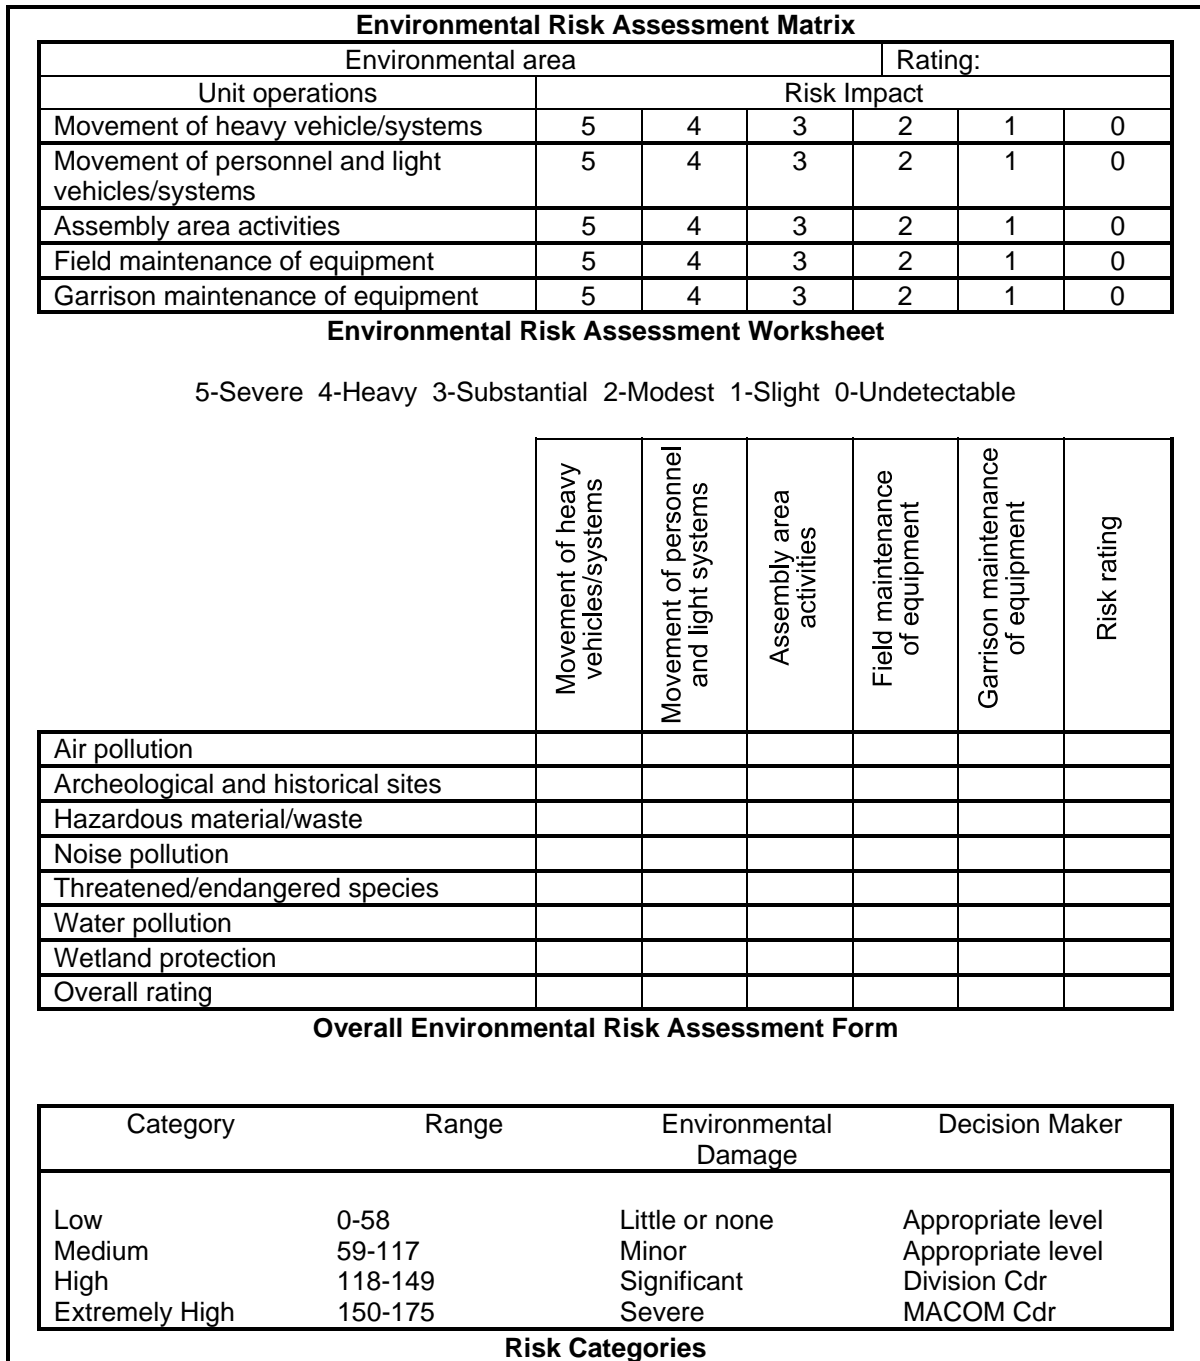 Environmental Risk Assessment Matrix
Environmental area Rating:
Unit operations Risk Impact
Movement of heavy vehicle/systems 5 4 3 2 1 0
Movement of personnel and light 5 4 3 2 1 0
vehicles/systems
Assembly area activities 5 4 3 2 1 0
Field maintenance of equipment 5 4 3 2 1 0
Garrison maintenance of equipment 5 4 3 2 1 0
Environmental Risk Assessment Worksheet
5-Severe 4-Heavy 3-Substantial 2-Modest 1-Slight 0-Undetectable
Movement of heavy
vehicles/systems
Movement of personnel
and light systems
Assembly area
activities
Field maintenance
of equipment
Garrison maintenance
of equipment
Risk rating
Air pollution
Archeological and historical sites
Hazardous material/waste
Noise pollution
Threatened/endangered species
Water pollution
Wetland protection
Overall rating
Overall Environmental Risk Assessment Form
Category Range Environmental Decision Maker
Damage
Low 0-58 Little or none Appropriate level
Medium 59-117 Minor Appropriate level
High 118-149 Significant Division Cdr
Extremely High 150-175 Severe MACOM Cdr
Risk Categories